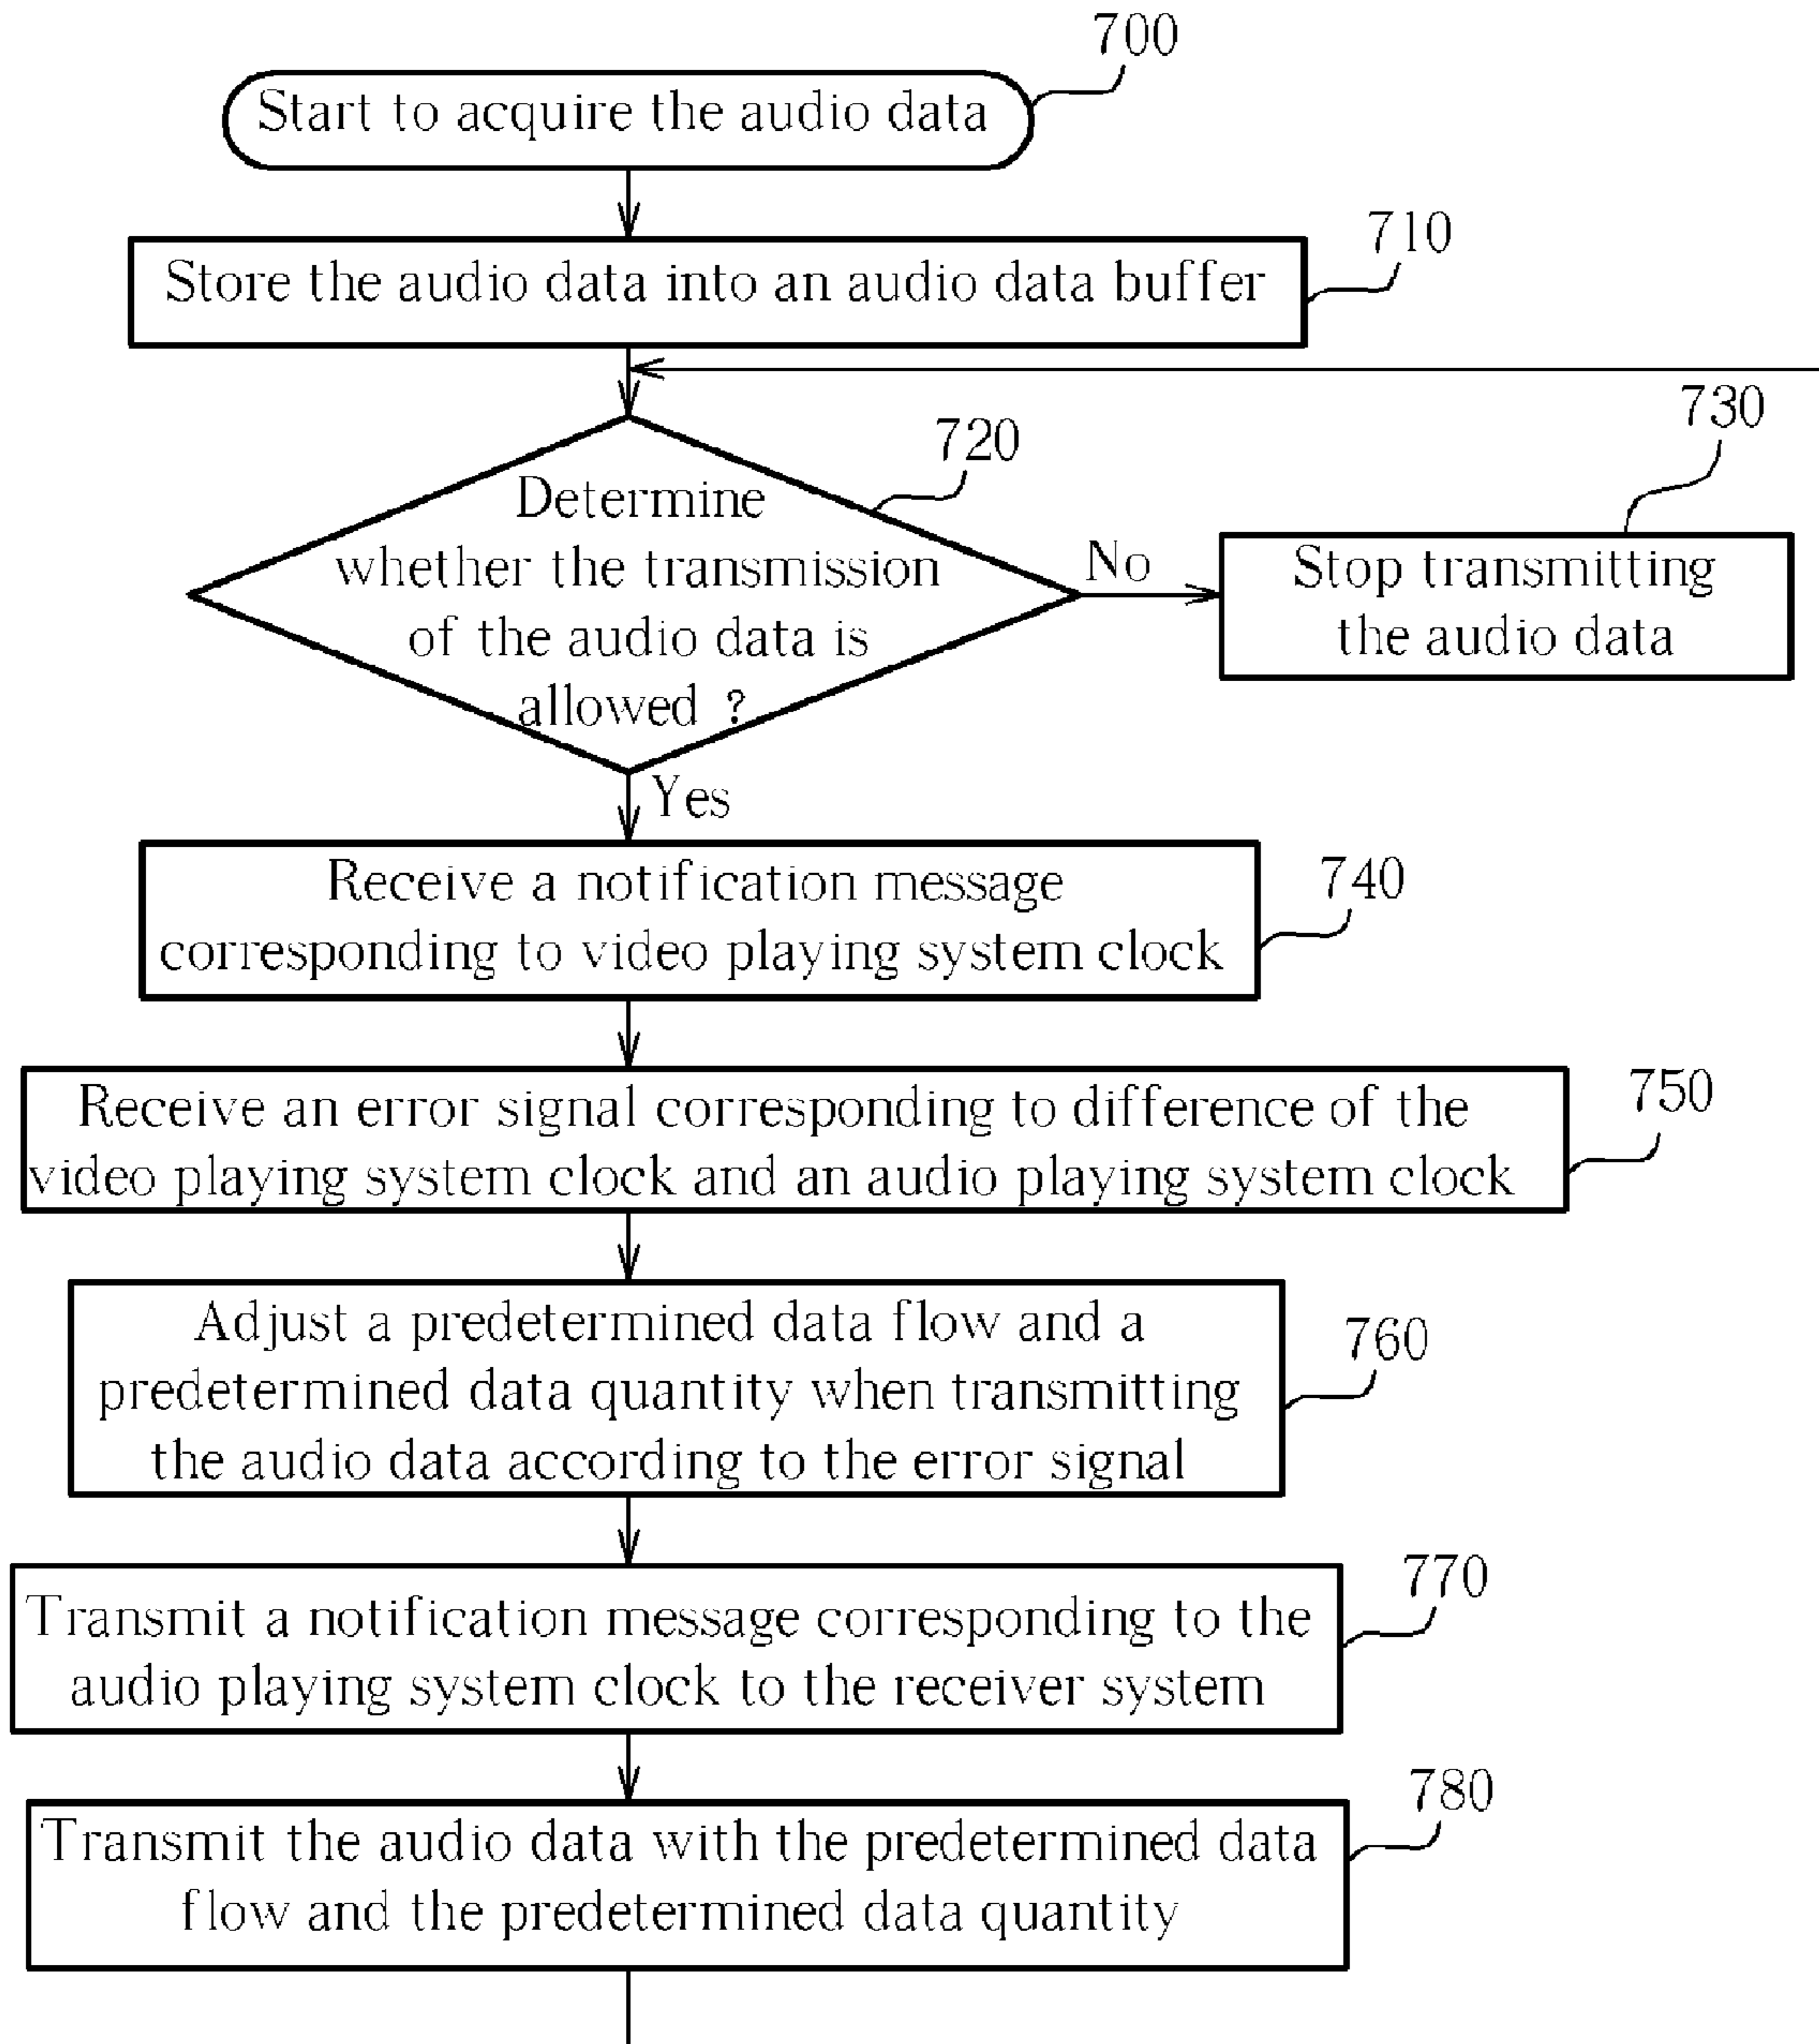 700
Start to acquire the audio data
710
Store the audio data into an audio data buffer
720
Determine
whether the transmission
of the audio data is
allowed ?
No
730
Stop transmitting
the audio data
Yes
740
Receive a notification message
corresponding to video playing system clock
750
Receive an error signal corresponding to difference of the
video playing system clock and an audio playing system clock
760
Adjust a predetermined data flow and a
predetermined data quantity when transmitting
the audio data according to the error signal
770
Transmit a notification message corresponding to the
audio playing system clock to the receiver system
780
Transmit the audio data with the predetermined data
flow and the predetermined data quantity